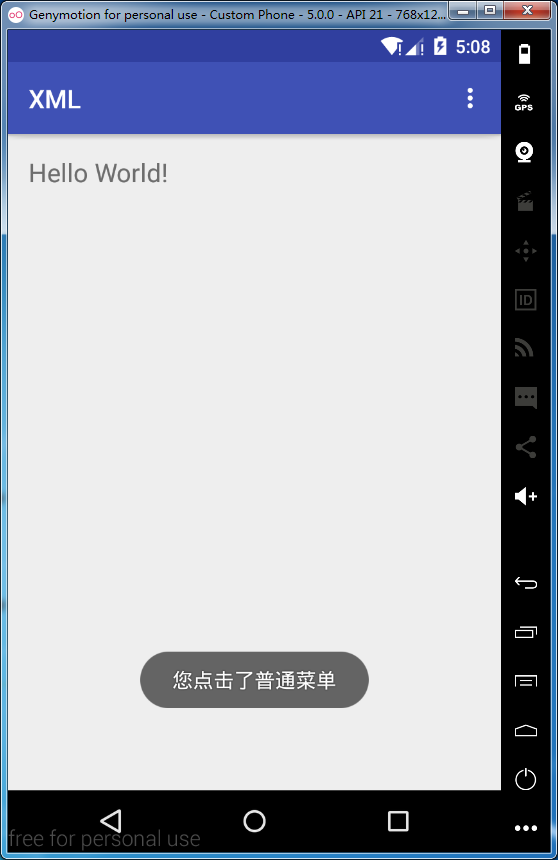 Genymotion for personal use - Custom Phone - 5.0.0 - API 21 - 768x12...
5:08
XML
GPS
Hello World!
ID
您点击了普通菜单
free for personal use